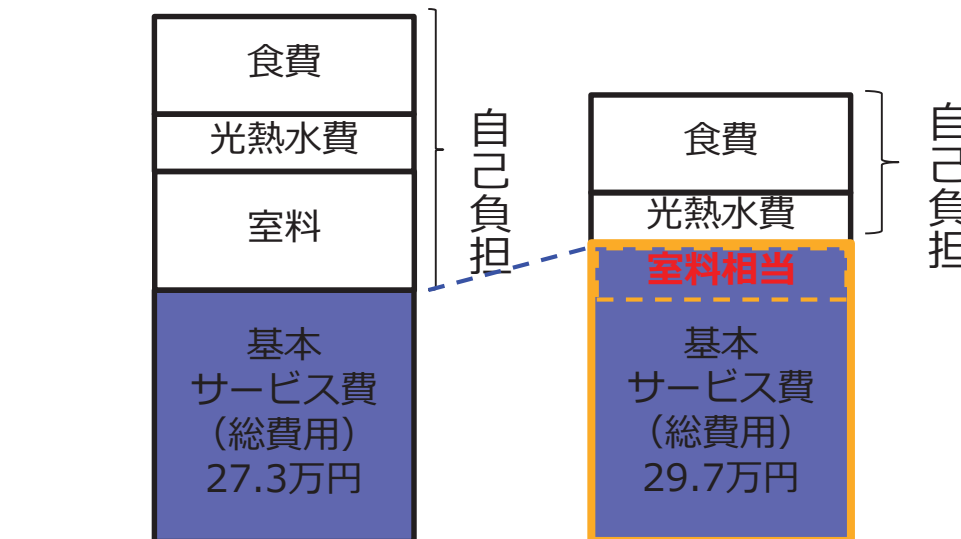 食費
光熱水費
室料
自己負担
基本
サービス費
（総費用）
27.3万円
食費
光熱水費
自己負担
室料相当
基本
サービス費
（総費用）
29.7万円